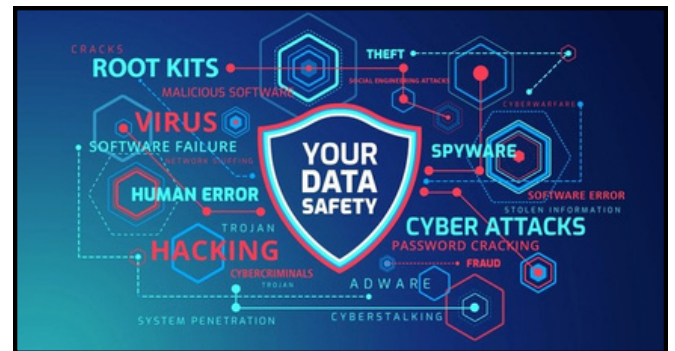 CRACKS
ROOT KITS
THEFT
SOCIAL ENGINEERING ATTACKS
MALICIOUS SOFTWARE
CYBERWARFARE
VIRUS
SOFTWARE FAILURE
NETWORK SNIFFING
YOUR
DATA
SAFETY
SPYWARE
HUMAN ERROR
SOFTWARE ERROR
STOLEN INFORMATION
TROJAN
CYBER ATTACKS
HACKING
PASSWORD CRACKING
CYBERCRIMINALS
FRAUD
TROJAN
ADWARE
SYSTEM PENETRATION
CYBERSTALKING